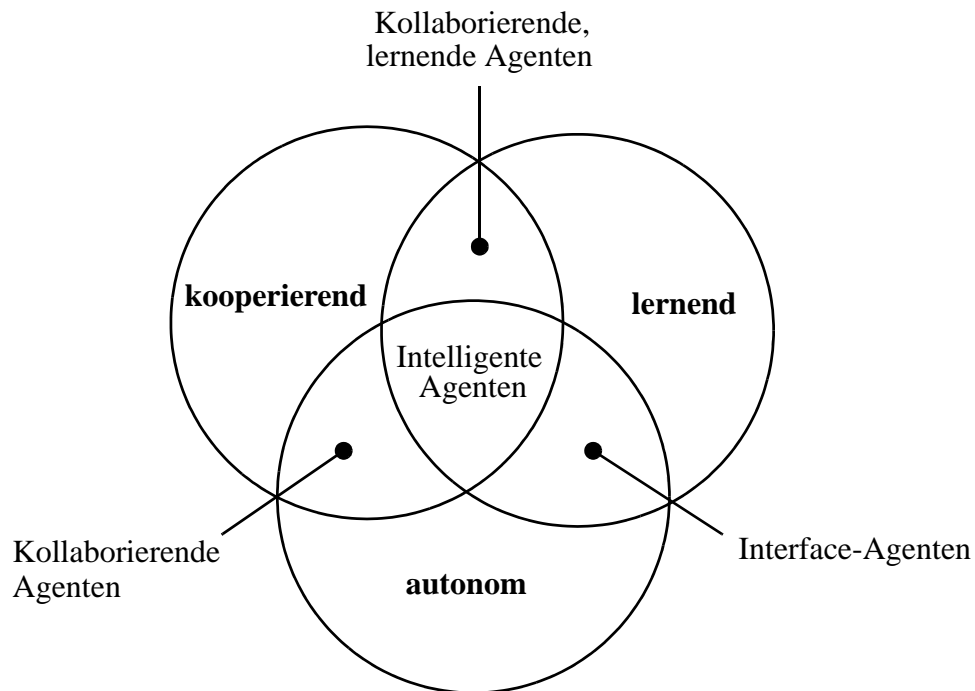 Kollaborierende,
lernende Agenten
kooperierend
lernend
Intelligente
Agenten
Kollaborierende
Agenten
Interface-Agenten
autonom